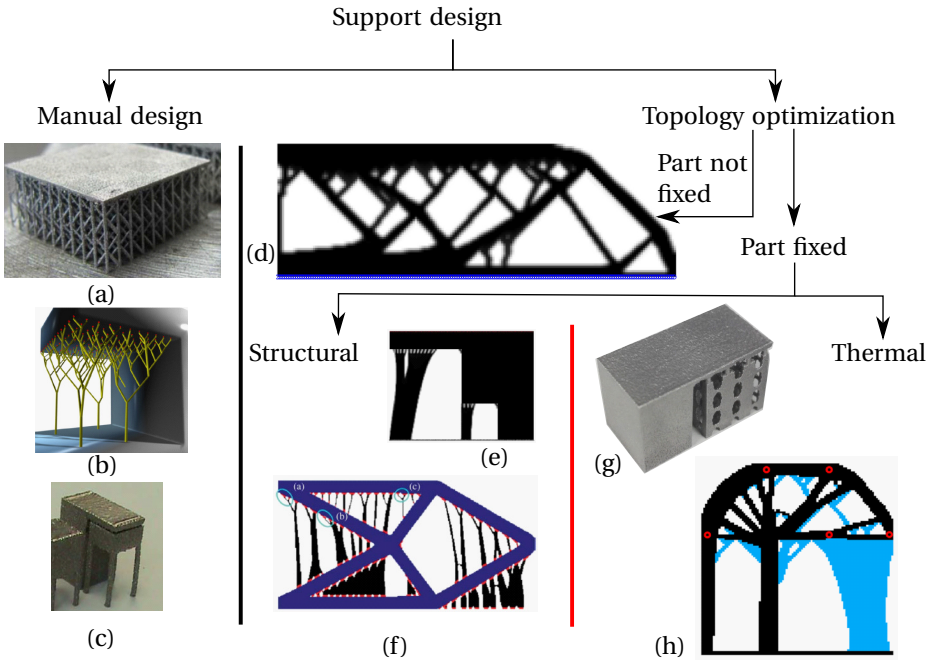 Support design
Manual design
Topology optimization
Part not
fixed
(d)
Part fixed
(a)
Structural
Thermal
(b)
(e)
(g)
(a)
(c)
(b)
(c)
(f)
(h)